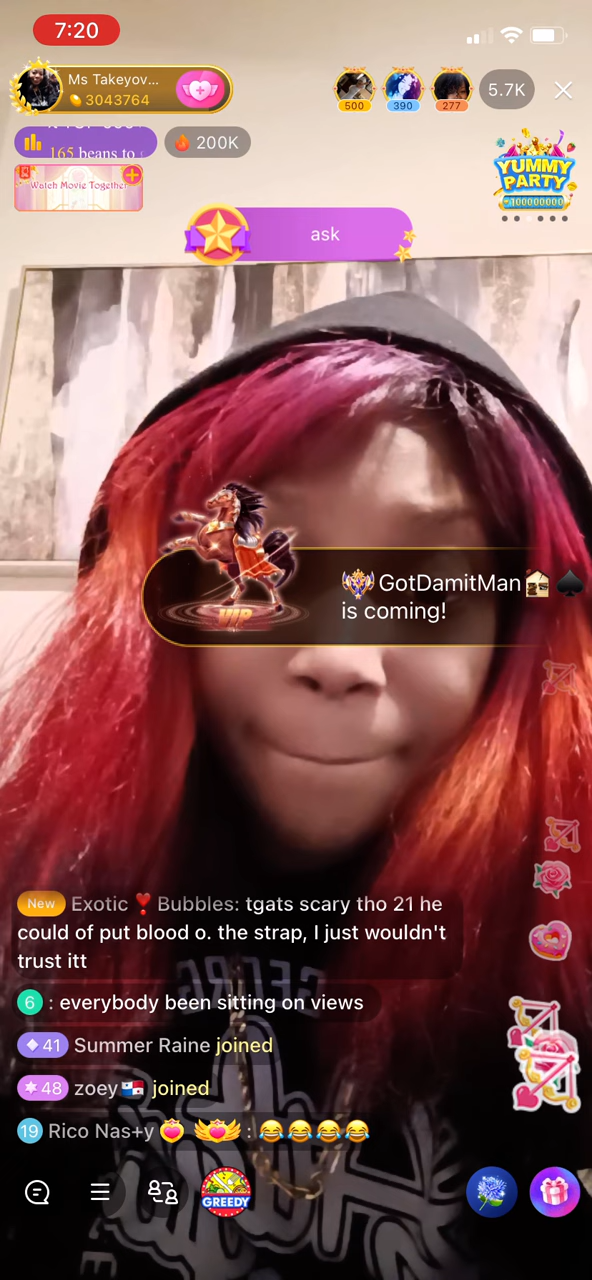 7:20
Ms Takeyov...
3043764
500
390
277
5.7K
165 beans to
200K
Watch Movie Together
YUMMY
PARTY
100000000
ask
VIP
GotDamitMan
is coming!
New Exotic ❣️ Bubbles: tgats scary tho 21 he
could of put blood o. the strap, I just wouldn't
trust itt
6 : everybody been sitting on views
41 Summer Raine joined
48 zoey🇵🇦 joined
19 Rico Nas+y : 😂😂😂😂
GREEDY